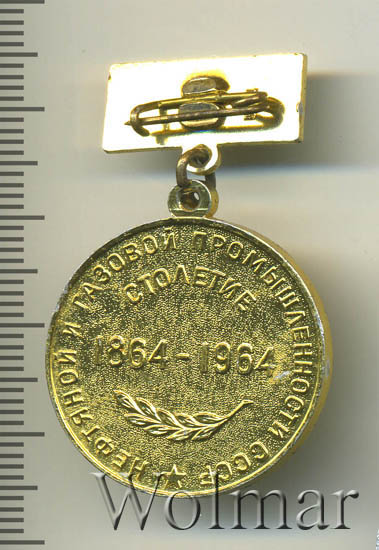 СТОЛЕТИЕ
НЕФТЯНОЙ И ГАЗОВОЙ ПРОМЫШЛЕННОСТИ СССР
1864-1964
Wolmar